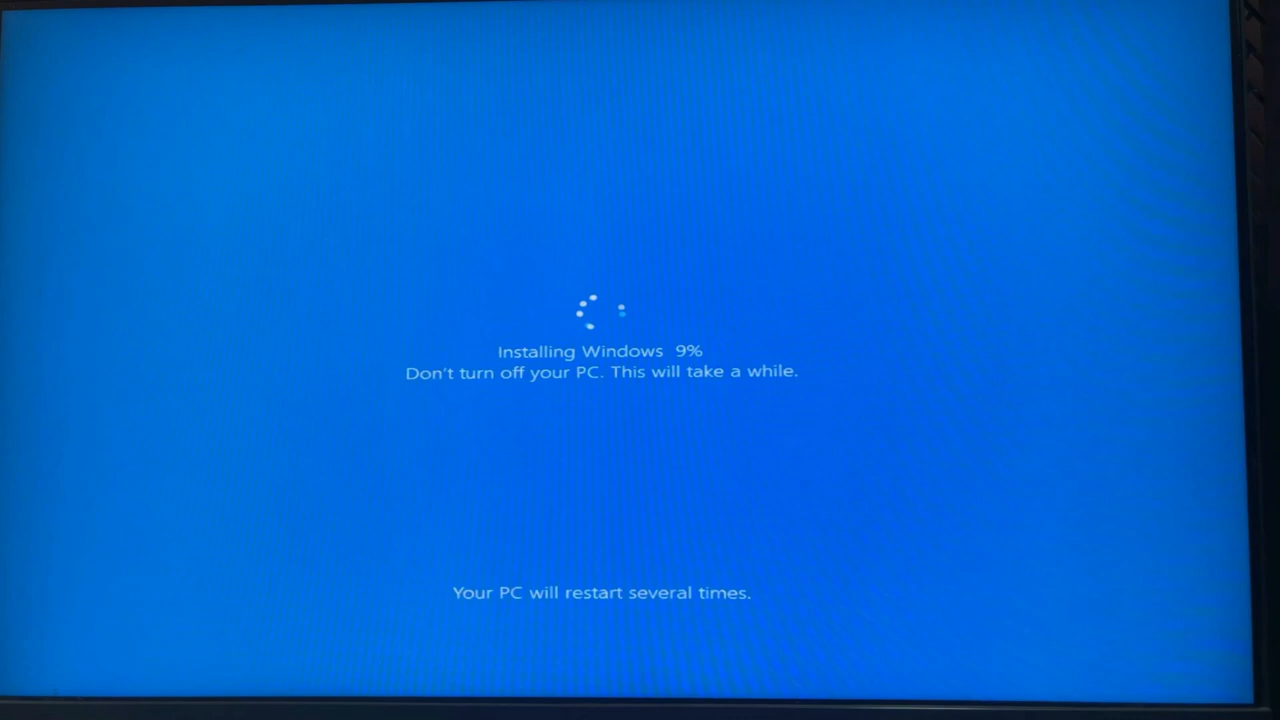 Installing Windows 9%
Don't turn off your PC. This will take a while.
Your PC will restart several times.